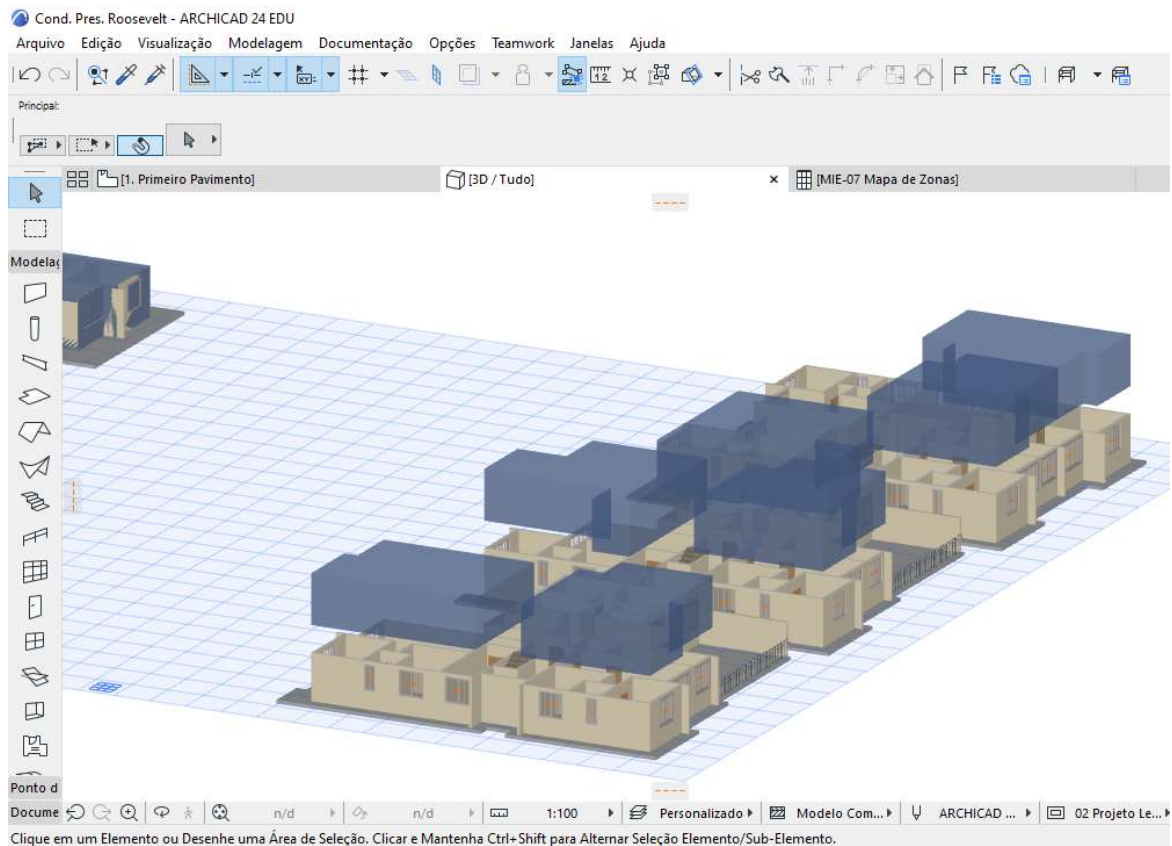 Cond. Pres. Roosevelt - ARCHICAD 24 EDU
Arquivo Edição Visualização Modelagem Documentação Opções Teamwork Janelas Ajuda
Principal:
[1. Primeiro Pavimento] [3D / Tudo] [MIE-07 Mapa de Zonas]
Modelaç
Ponto d
Docume n/d n/d 1:100 Personalizado Modelo Com... ARCHICAD ... 02 Projeto Le...
Clique em um Elemento ou Desenhe uma Área de Seleção. Clicar e Mantenha Ctrl+Shift para Alternar Seleção Elemento/Sub-Elemento.